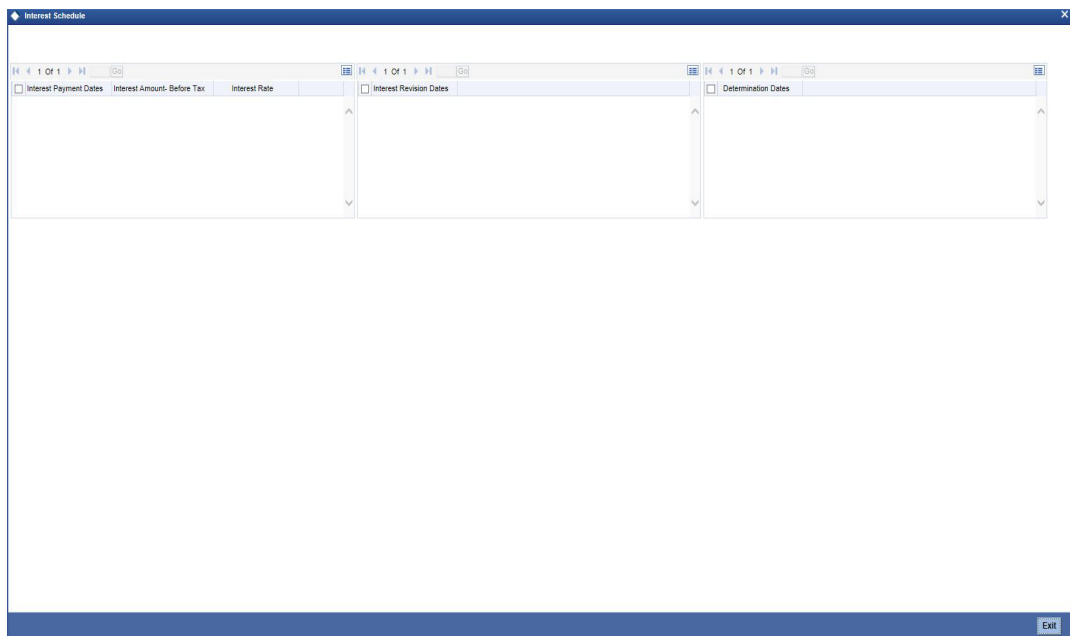 Interest Schedule
1 Of 1 Go
Interest Payment Dates Interest Amount- Before Tax Interest Rate
1 Of 1 Go
Interest Revision Dates
1 Of 1 Go
Determination Dates
Exit